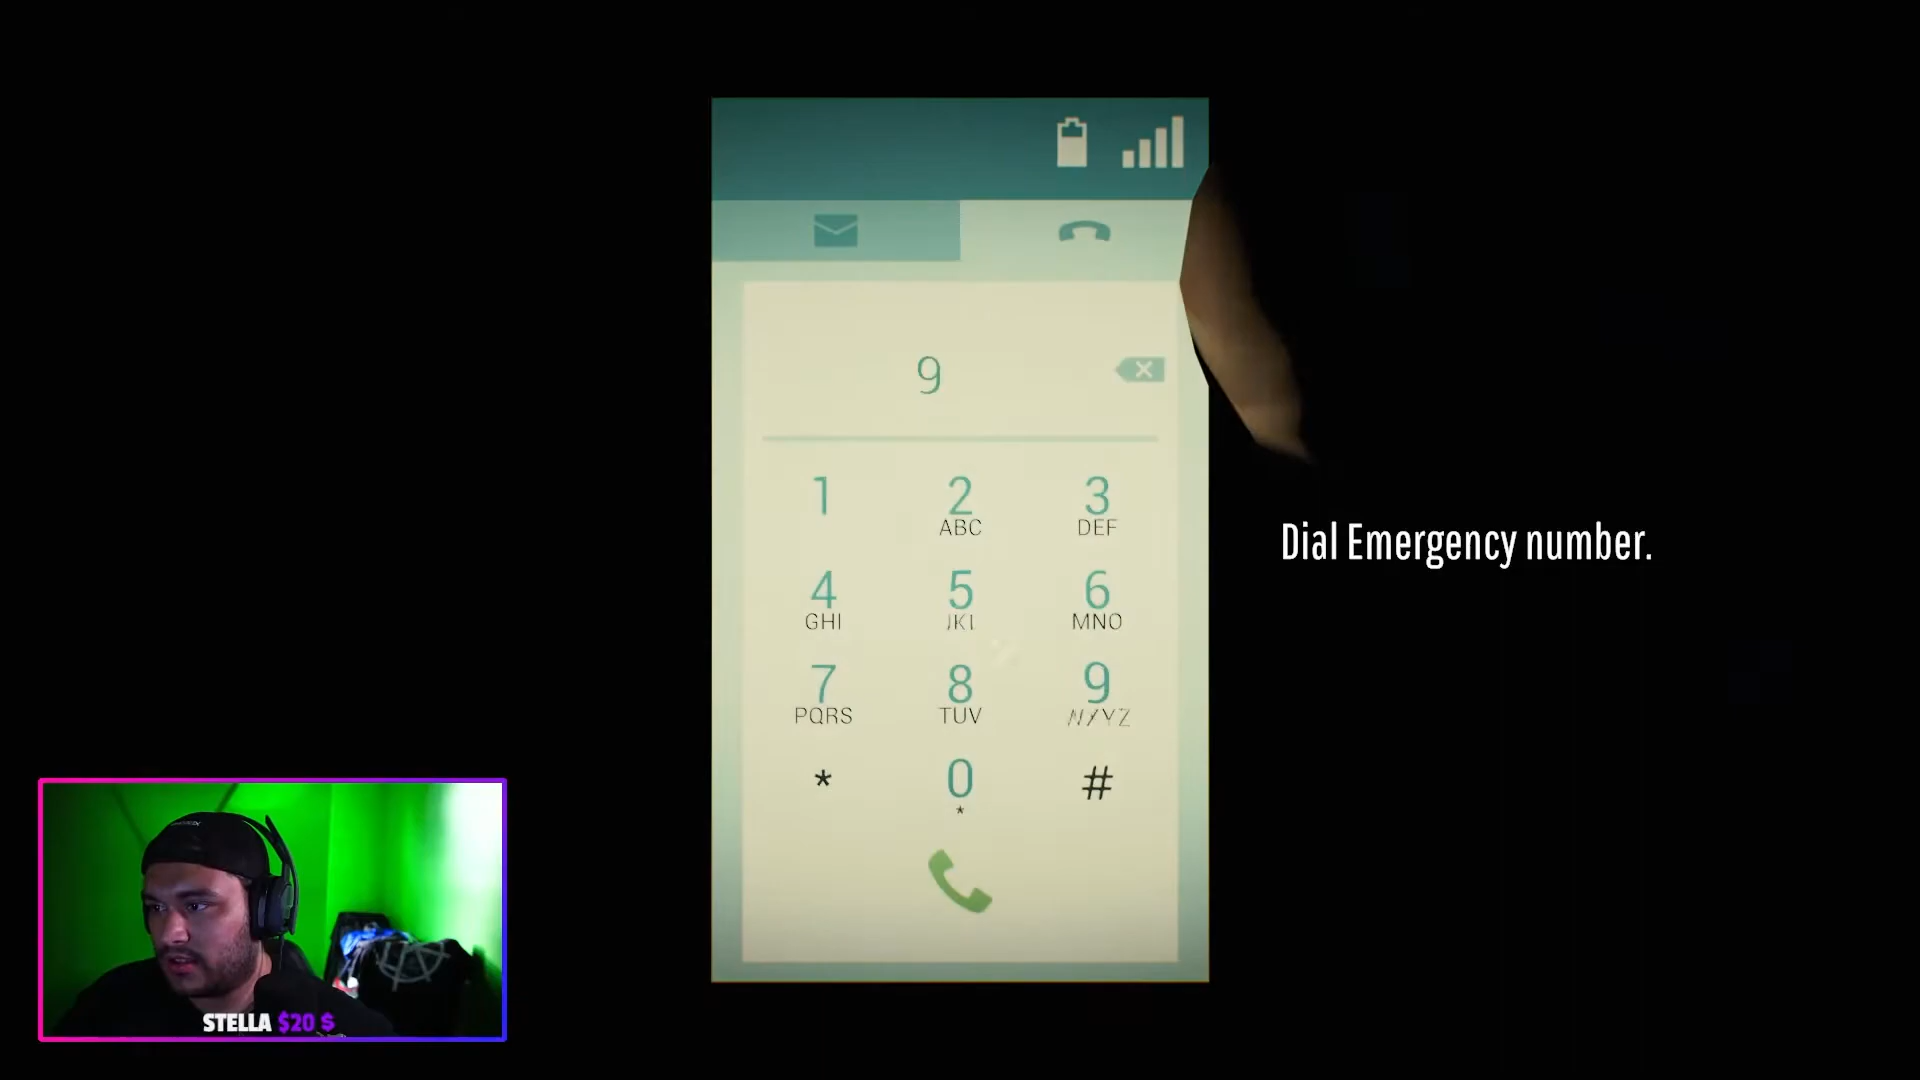 9
1 2 3
ABC DEF
4 5 6
GHI JKL MNO
7 8 9
PQRS TUV WXYZ
* 0 #
*
Dial Emergency number.
STELLA $20 $